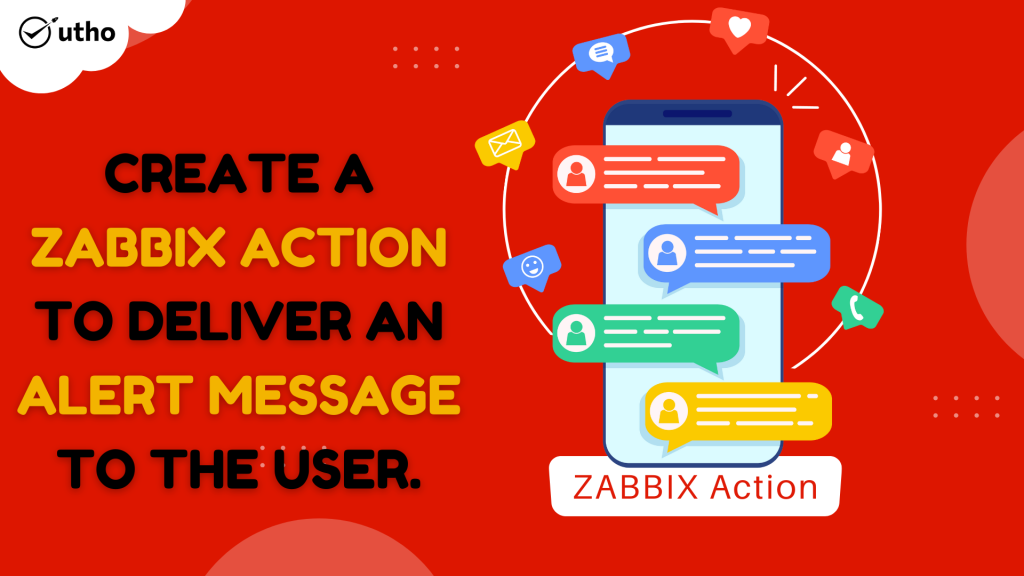 utho
CREATE A
ZABBIX ACTION
TO DELIVER AN
ALERT MESSAGE
TO THE USER.
ZABBIX Action